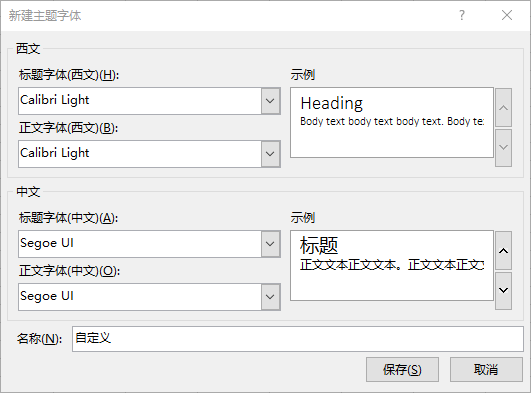 新建主题字体
西文
标题字体(西文)(H):
Calibri Light
正文字体(西文)(B):
Calibri Light
示例
Heading
Body text body text body text. Body te
中文
标题字体(中文)(A):
Segoe UI
正文字体(中文)(O):
Segoe UI
示例
标题
正文文本正文文本。正文文本正文
名称(N): 自定义
保存(S) 取消